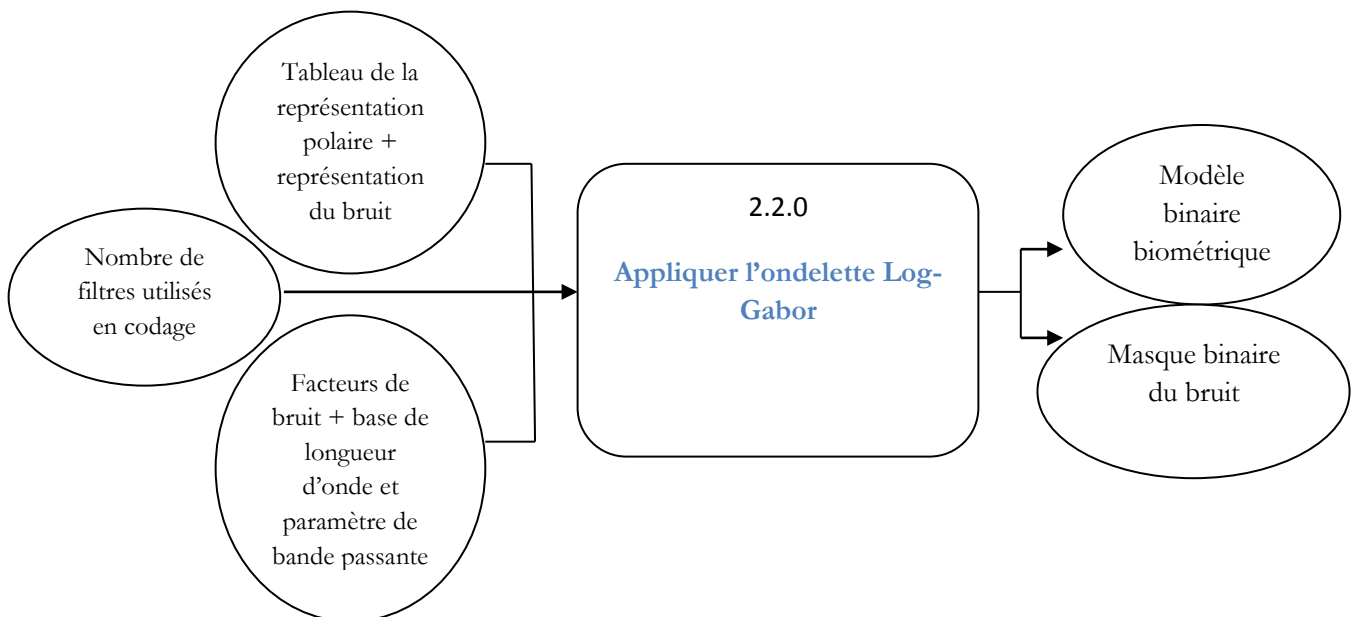 Tableau de la
représentation
polaire +
représentation
du bruit
Nombre de
filtres utilisés
en codage
Facteurs de
bruit + base de
longueur
d'onde et
paramètre de
bande passante
2.2.0
Appliquer l'ondelette Log-
Gabor
Modèle
binaire
biométrique
Masque binaire
du bruit